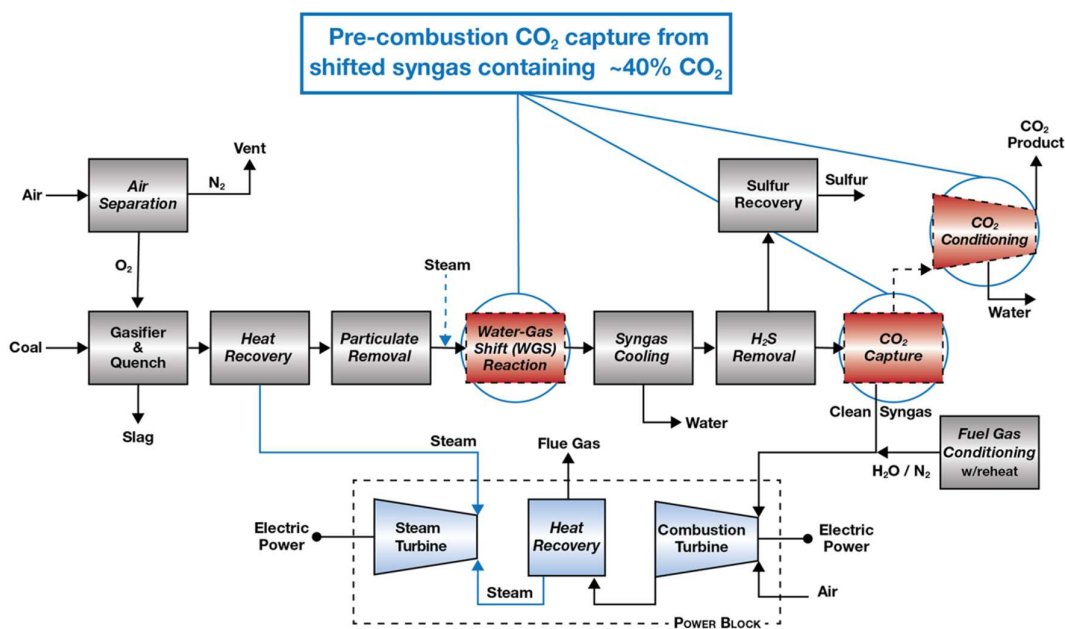 Pre-combustion CO₂ capture from
shifted syngas containing ~40% CO₂
CO₂
Product
Vent
Air
Air
Separation
N₂
Sulfur
Recovery
Sulfur
CO₂
Conditioning
O₂
Steam
Water
Coal
Gasifier
&
Quench
Heat
Recovery
Particulate
Removal
Water-Gas
Shift (WGS)
Reaction
Syngas
Cooling
H₂S
Removal
CO₂
Capture
Slag
Water
Clean Syngas
Steam
Flue Gas
H₂O / N₂
Fuel Gas
Conditioning
w/reheat
Electric
Power
Steam
Turbine
Heat
Recovery
Combustion
Turbine
Electric
Power
Steam
Air
POWER BLOCK